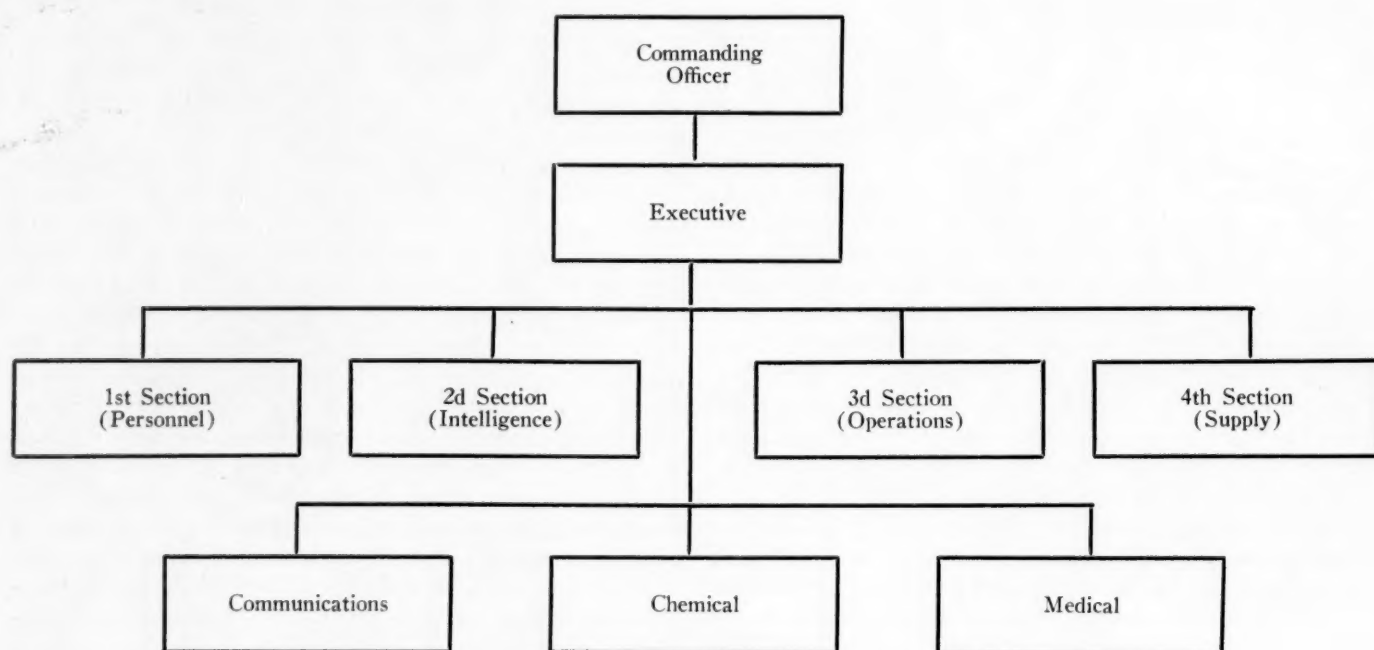 Commanding
Officer
Executive
1st Section
(Personnel)
2d Section
(Intelligence)
3d Section
(Operations)
4th Section
(Supply)
Communications
Chemical
Medical